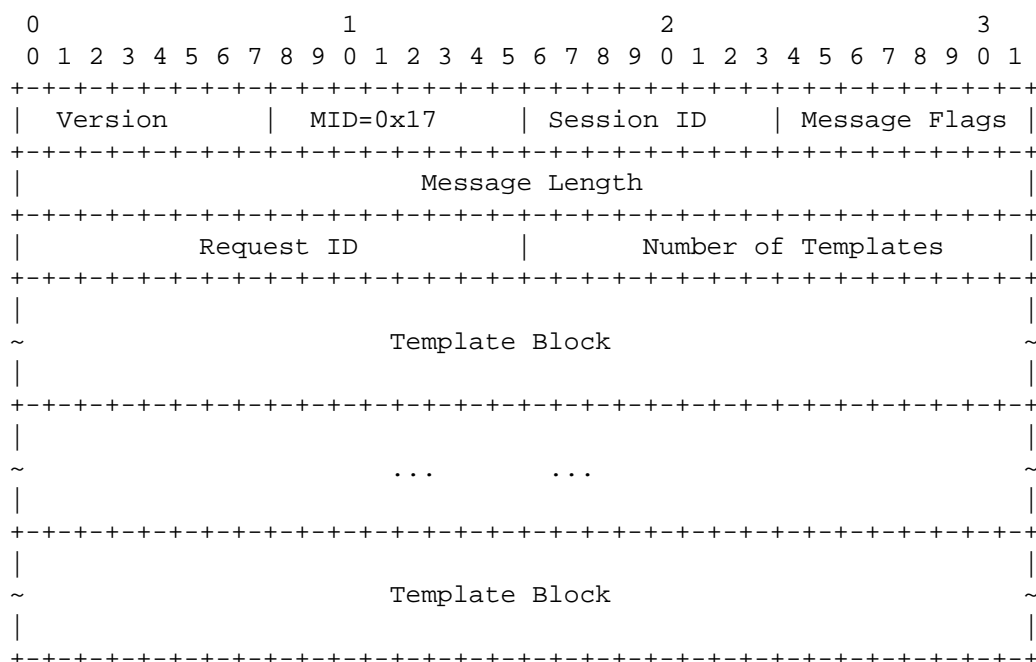 0                   1                   2                   3
 0 1 2 3 4 5 6 7 8 9 0 1 2 3 4 5 6 7 8 9 0 1 2 3 4 5 6 7 8 9 0 1
+-+-+-+-+-+-+-+-+-+-+-+-+-+-+-+-+-+-+-+-+-+-+-+-+-+-+-+-+-+-+-+-+
|  Version      |  MID=0x17     | Session ID    | Message Flags |
+-+-+-+-+-+-+-+-+-+-+-+-+-+-+-+-+-+-+-+-+-+-+-+-+-+-+-+-+-+-+-+-+
|                         Message Length                        |
+-+-+-+-+-+-+-+-+-+-+-+-+-+-+-+-+-+-+-+-+-+-+-+-+-+-+-+-+-+-+-+-+
|           Request ID          |       Number of Templates     |
+-+-+-+-+-+-+-+-+-+-+-+-+-+-+-+-+-+-+-+-+-+-+-+-+-+-+-+-+-+-+-+-+
|                                                               |
~                       Template Block                          ~
|                                                               |
+-+-+-+-+-+-+-+-+-+-+-+-+-+-+-+-+-+-+-+-+-+-+-+-+-+-+-+-+-+-+-+-+
|                                                               |
~                       ...       ...                           ~
|                                                               |
+-+-+-+-+-+-+-+-+-+-+-+-+-+-+-+-+-+-+-+-+-+-+-+-+-+-+-+-+-+-+-+-+
|                                                               |
~                       Template Block                          ~
|                                                               |
+-+-+-+-+-+-+-+-+-+-+-+-+-+-+-+-+-+-+-+-+-+-+-+-+-+-+-+-+-+-+-+-+